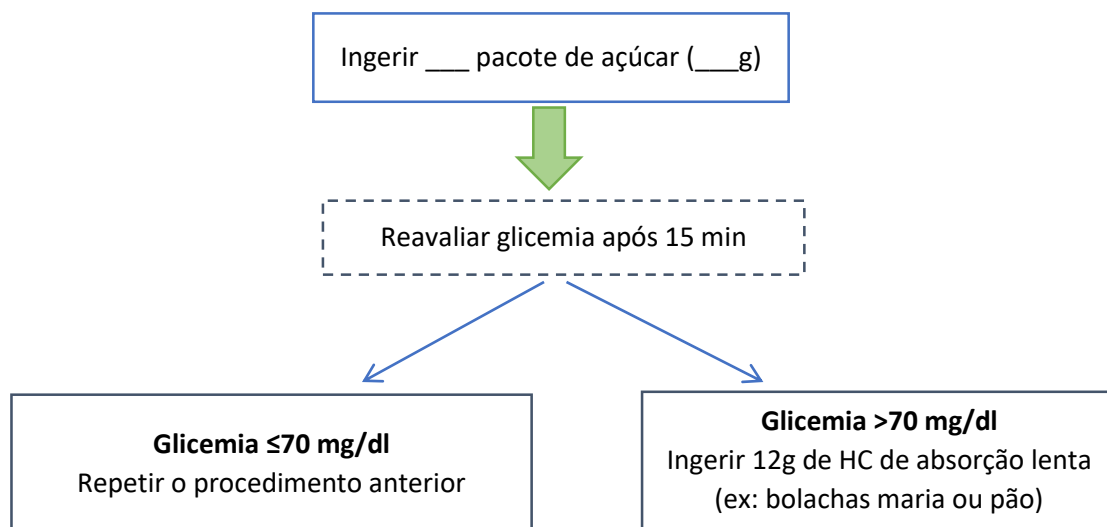 Ingerir ___ pacote de açúcar (___g)
Reavaliar glicemia após 15 min
Glicemia ≤70 mg/dl
Repetir o procedimento anterior
Glicemia >70 mg/dl
Ingerir 12g de HC de absorção lenta
(ex: bolachas maria ou pão)